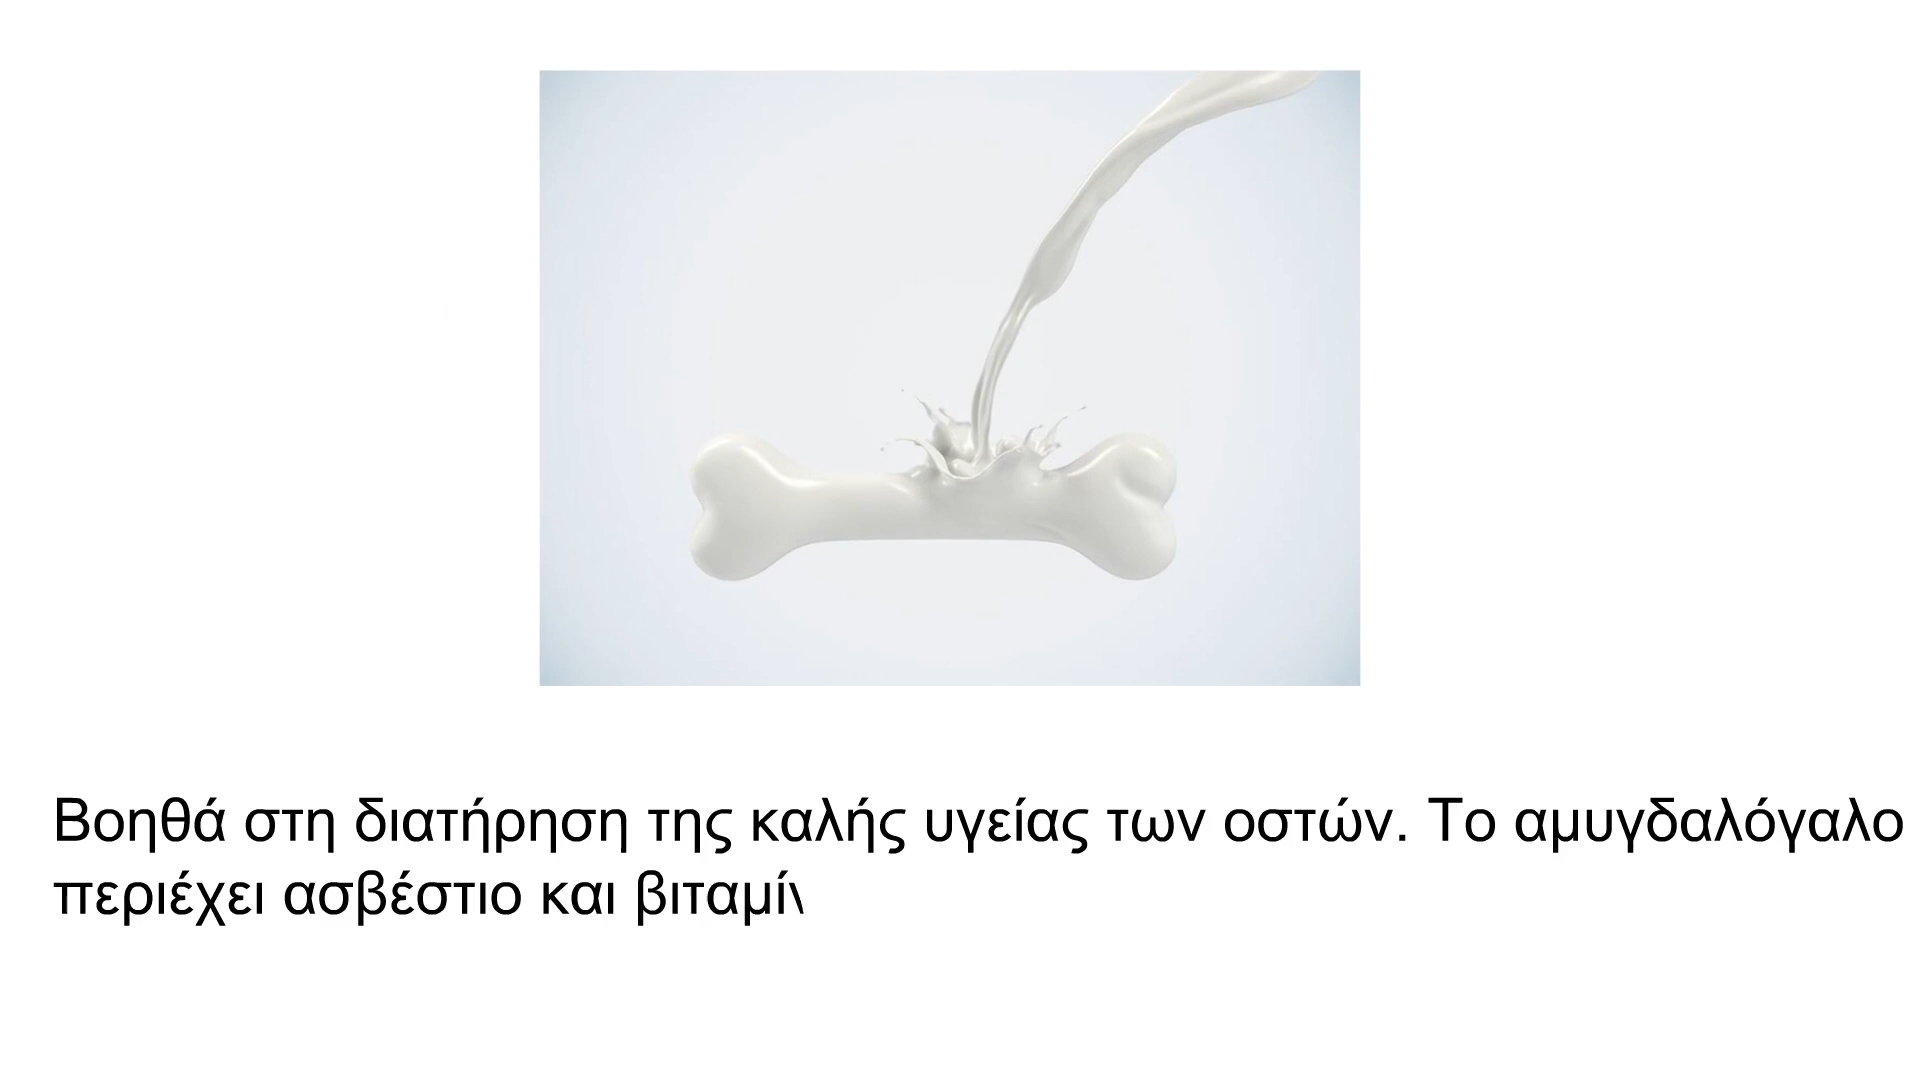 Βοηθά στη διατήρηση της καλής υγείας των οστών. Το αμυγδαλόγαλο
περιέχει ασβέστιο και